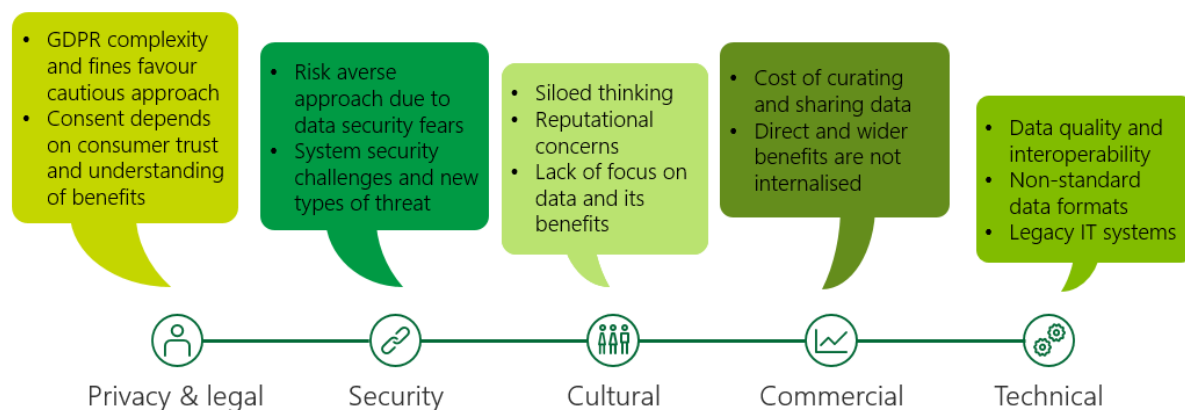 • GDPR complexity
and fines favour
cautious approach
• Consent depends
on consumer trust
and understanding
of benefits
• Risk averse
approach due to
data security fears
• System security
challenges and new
types of threat
• Siloed thinking
• Reputational
concerns
• Lack of focus on
data and its
benefits
• Cost of curating
and sharing data
• Direct and wider
benefits are not
internalised
• Data quality and
interoperability
• Non-standard
data formats
• Legacy IT systems
Privacy & legal
Security
Cultural
Commercial
Technical